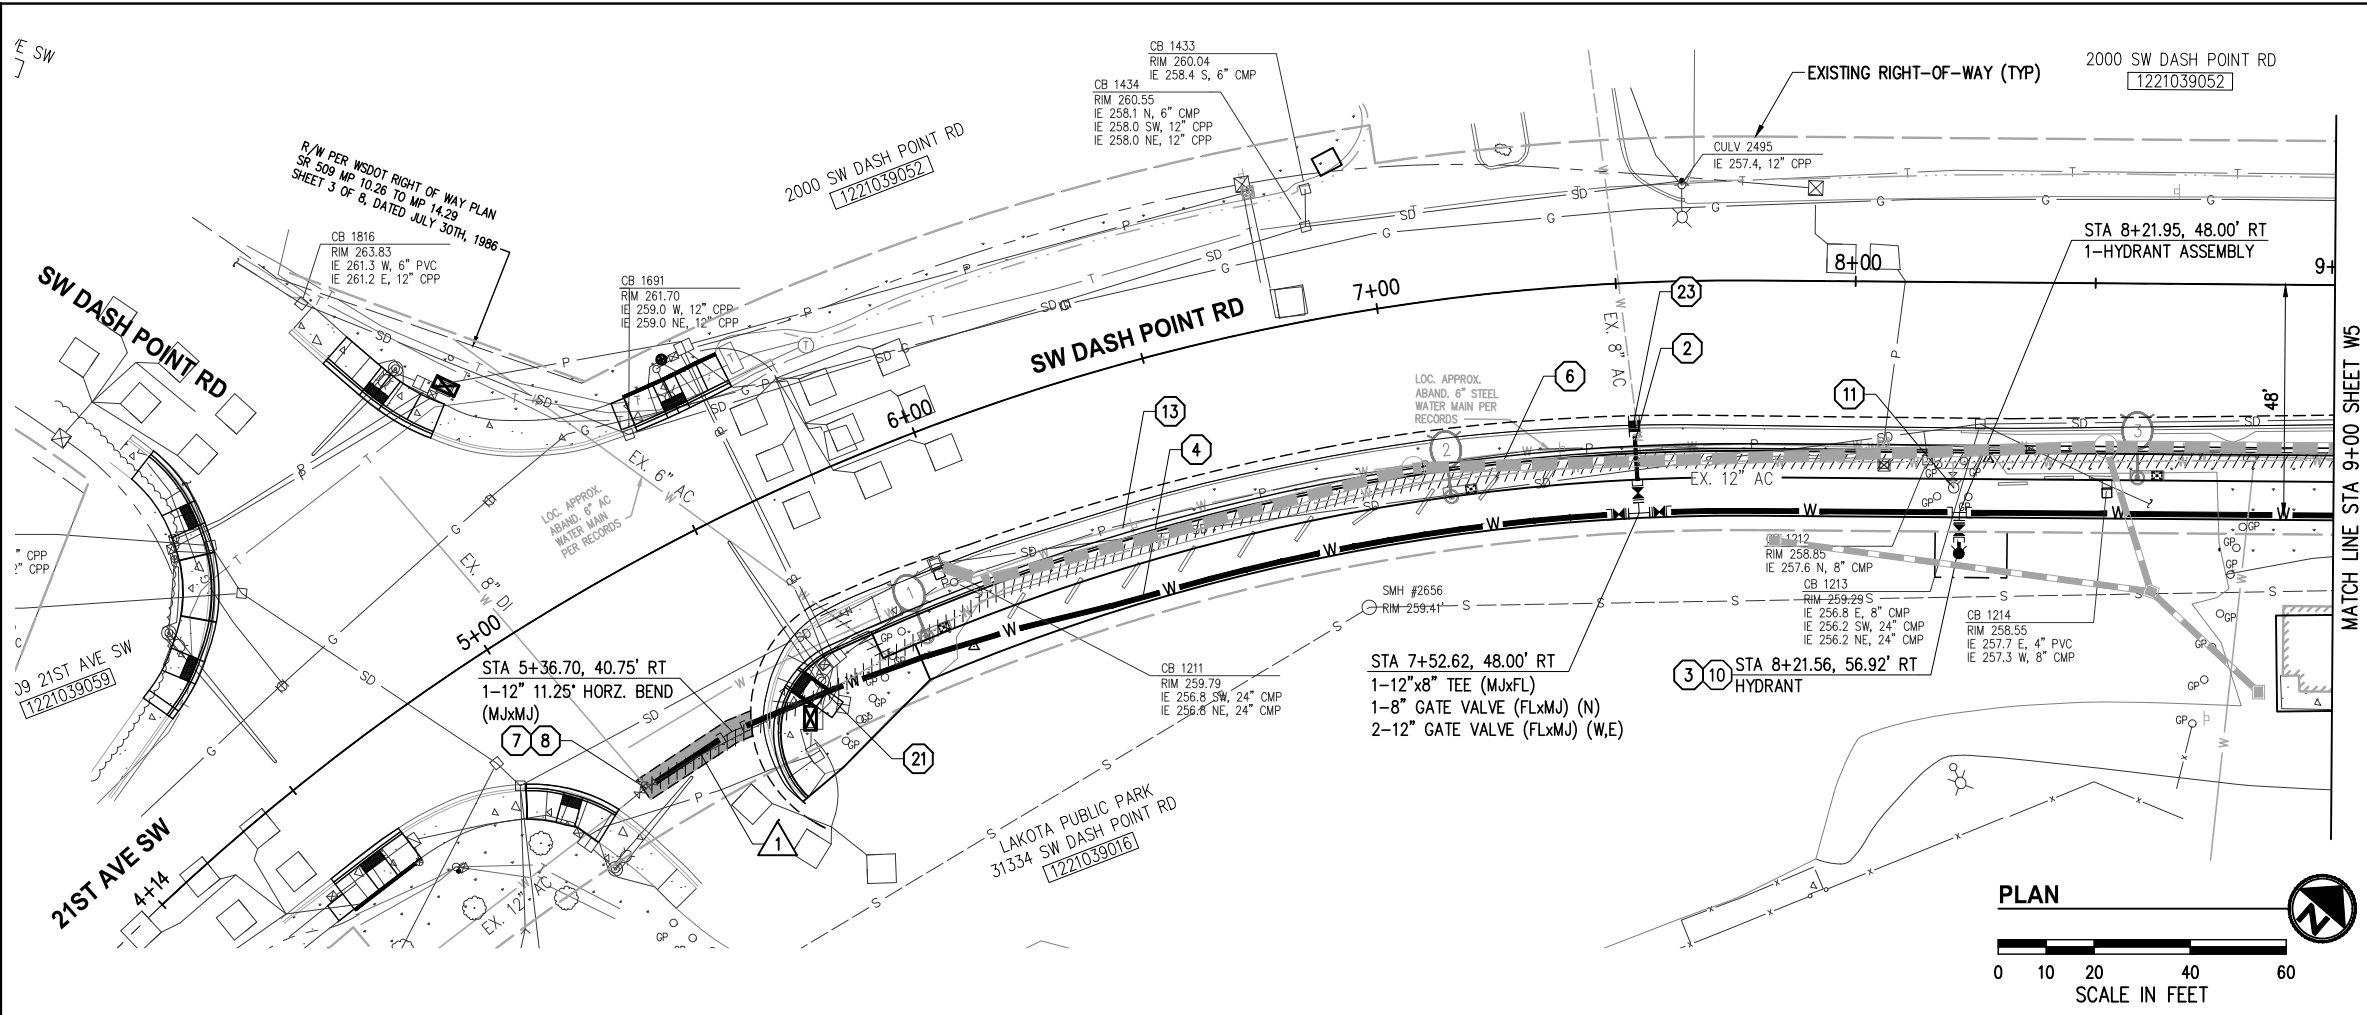 E SW
CB 1433
RIM 260.04
IE 258.4 S, 6" CMP
CB 1434
RIM 260.55
IE 258.1 N, 6" CMP
IE 258.0 SW, 12" CPP
IE 258.0 NE, 12" CPP
EXISTING RIGHT-OF-WAY (TYP)
2000 SW DASH POINT RD
1221039052
CULV 2495
IE 257.4, 12" CPP
R/W PER WSDOT RIGHT OF WAY PLAN
SR 509 MP 10.26 TO MP 14.29
SHEET 3 OF 8, DATED JULY 30TH, 1986
2000 SW DASH POINT RD
1221039052
CB 1816
RIM 263.83
IE 261.3 W, 6" PVC
IE 261.2 E, 12" CPP
CB 1691
RIM 261.70
IE 259.0 W, 12" CPP
IE 259.0 NE, 12" CPP
STA 8+21.95, 48.00' RT
1-HYDRANT ASSEMBLY
SW DASH POINT RD
SW DASH POINT RD
7+00
8+00
9+
23
2
EX. 8" AC
48'
MATCH LINE STA 9+00 SHEET W5
LOC. APPROX.
ABAND. 6" STEEL
WATER MAIN PER
RECORDS
6
11
13
4
6+00
2
3
EX. 12" AC
EX. 6" AC
LOC. APPROX.
ABAND. 6" AC
WATER MAIN
PER RECORDS
EX. 8" DI
" CPP
2" CPP
C
1
5+00
STA 5+36.70, 40.75' RT
1-12" 11.25° HORZ. BEND
(MJxMJ)
7 8
SMH #2656
RIM 259.41'
CB 1212
RIM 258.85
IE 257.6 N, 8" CMP
CB 1213
RIM 259.29
IE 256.8 E, 8" CMP
IE 256.2 SW, 24" CMP
IE 256.2 NE, 24" CMP
CB 1214
RIM 258.55
IE 257.7 E, 4" PVC
IE 257.3 W, 8" CMP
CB 1211
RIM 259.79
IE 256.8 SW, 24" CMP
IE 256.8 NE, 24" CMP
STA 7+52.62, 48.00' RT
1-12"x8" TEE (MJxFL)
1-8" GATE VALVE (FLxMJ) (N)
2-12" GATE VALVE (FLxMJ) (W,E)
3 10 STA 8+21.56, 56.92' RT
HYDRANT
09 21ST AVE SW
1221039059
21
1
LAKOTA PUBLIC PARK
31334 SW DASH POINT RD
1221039016
21ST AVE SW
4+14
EX. 12" AC
PLAN
N
0 10 20 40 60
SCALE IN FEET